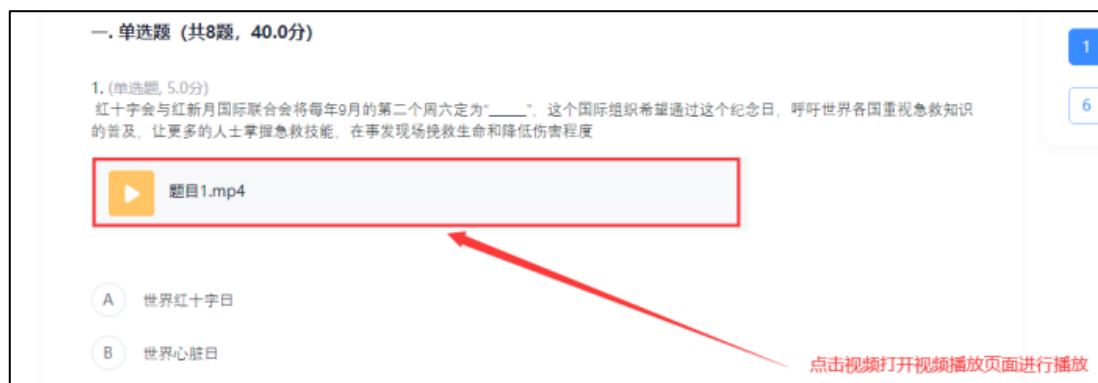 一. 单选题 (共8题, 40.0分)
1
1. (单选题, 5.0分)
红十字会与红新月国际联合会将每年9月的第二个周六定为“_____”, 这个国际组织希望通过这个纪念日, 呼吁世界各国重视急救知识
6
的普及, 让更多的人士掌握急救技能, 在事发现场挽救生命和降低伤害程度
题目1.mp4
A 世界红十字日
B 世界心脏日
点击视频打开视频播放页面进行播放